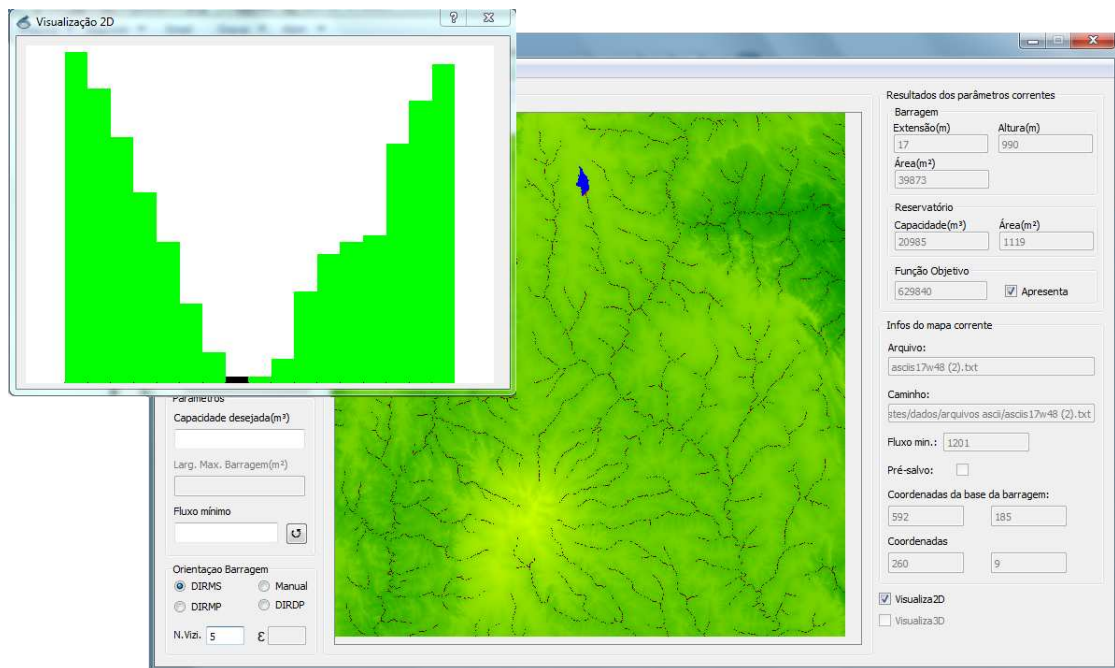 Visualização 2D
Resultados dos parâmetros correntes
Barragem
Extensão(m) Altura(m)
17 990
Área(m²)
39873
Reservatório
Capacidade(m³) Área(m²)
20985 1119
Função Objetivo
629840 Apresenta
Infos do mapa corrente
Arquivo:
asciis17w48 (2).txt
Caminho:
stes/dados/arquivos ascii/asciis17w48 (2).txt
Fluxo min.: 1201
Pré-salvo:
Coordenadas da base da barragem:
592 185
Coordenadas
260 9
Visualiza2D
Visualiza3D
Parâmetros
Capacidade desejada(m³)
Larg. Max. Barragem(m²)
Fluxo mínimo
Orientaçao Barragem
DIRMS Manual
DIRMP DIRDP
N.Vizi. 5 ε